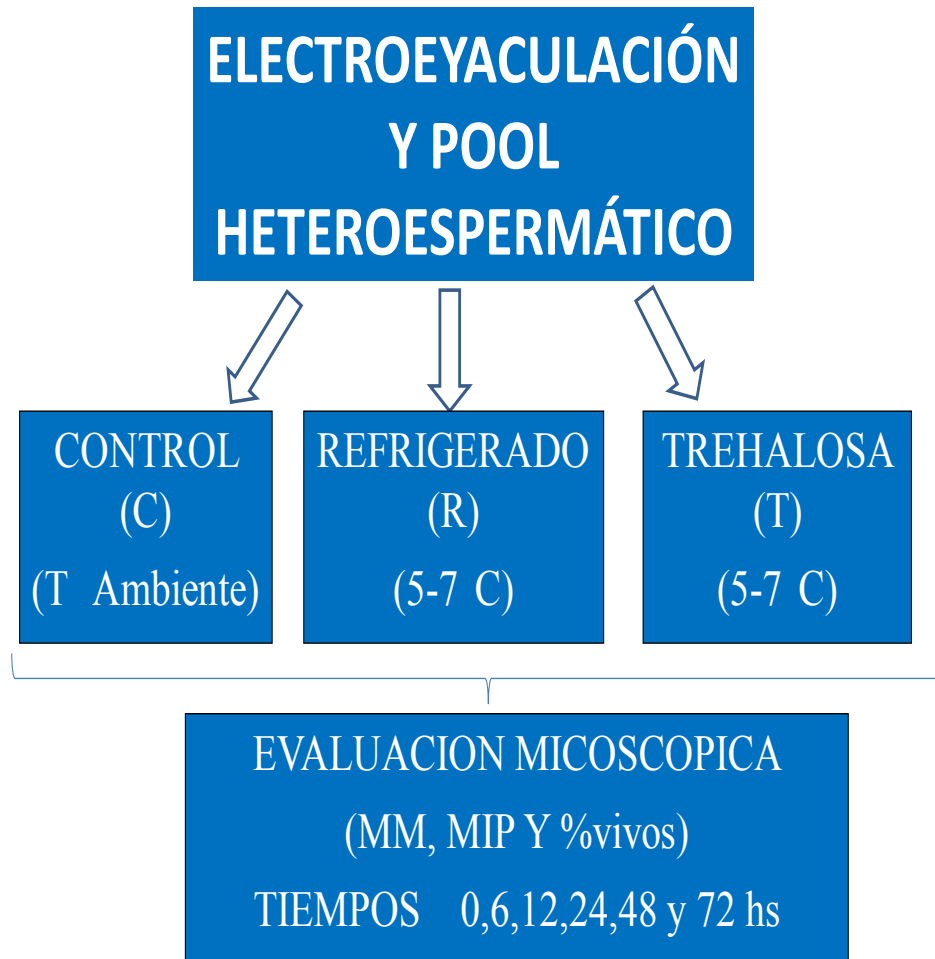 ELECTROEYACULACIÓN
Y POOL
HETEROESPERMÁTICO
CONTROL
(C)
(T Ambiente)
REFRIGERADO
(R)
(5-7 C)
TREHALOSA
(T)
(5-7 C)
EVALUACION MICOSCOPICA
(MM, MIP Y %vivos)
TIEMPOS 0,6,12,24,48 y 72 hs